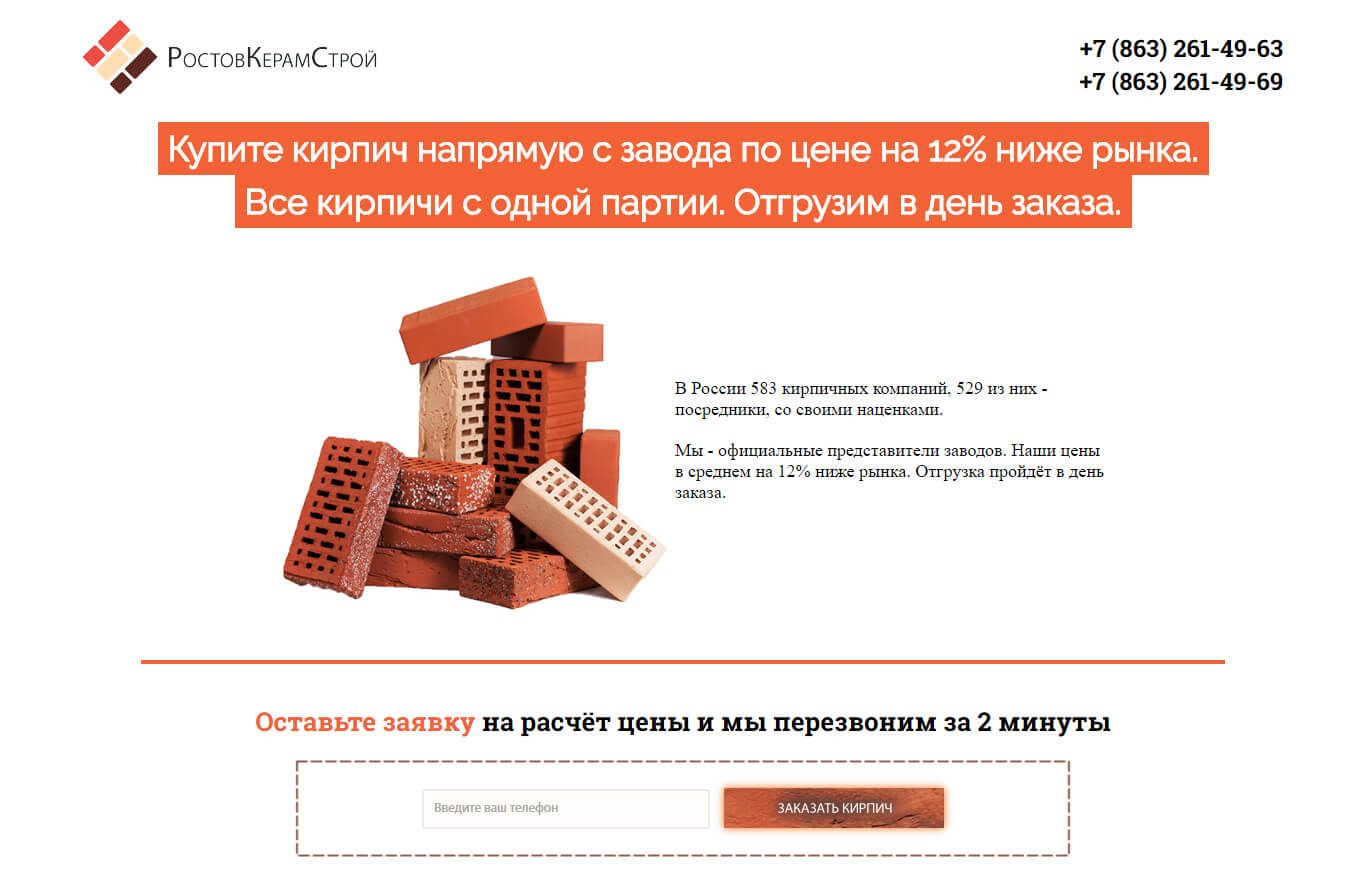 РостовКерамСтрой
+7 (863) 261-49-63
+7 (863) 261-49-69
Купите кирпич напрямую с завода по цене на 12% ниже рынка.
Все кирпичи с одной партии. Отгрузим в день заказа.
В России 583 кирпичных компаний, 529 из них -
посредники, со своими наценками.
Мы - официальные представители заводов. Наши цены
в среднем на 12% ниже рынка. Отгрузка пройдёт в день
заказа.
Оставьте заявку на расчёт цены и мы перезвоним за 2 минуты
Введите ваш телефон
ЗАКАЗАТЬ КИРПИЧ